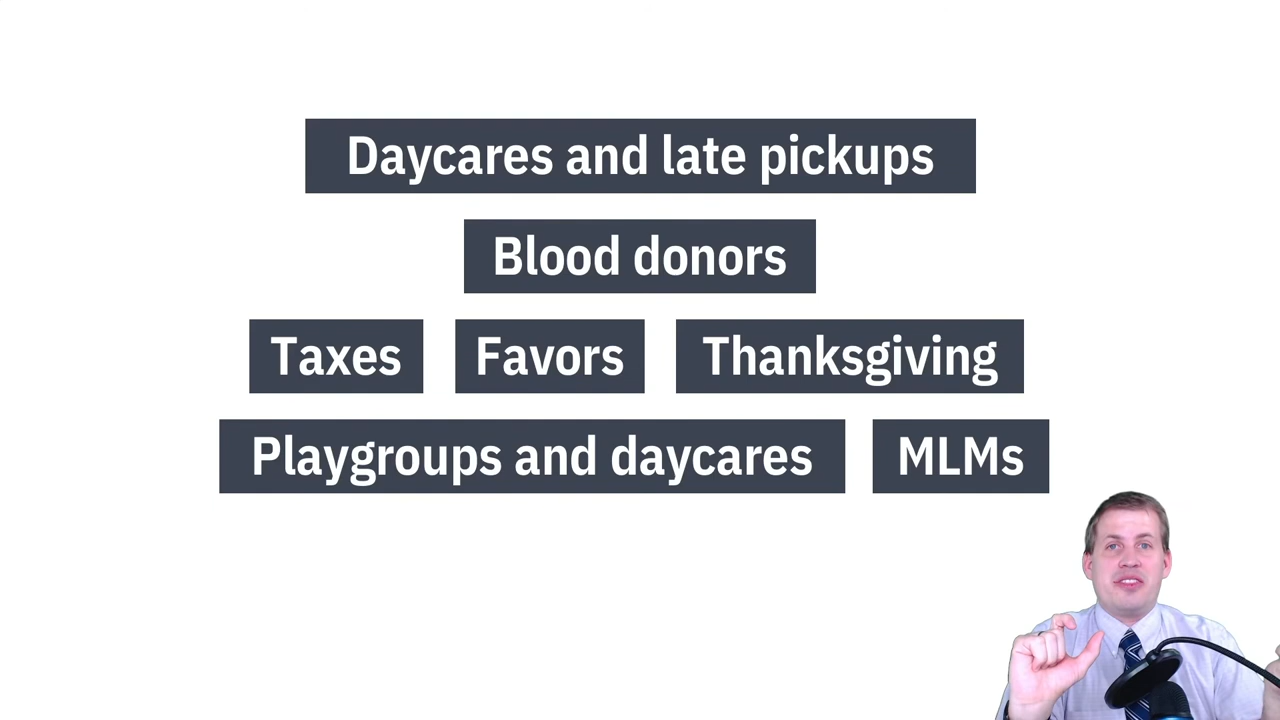 Daycares and late pickups
Blood donors
Taxes Favors Thanksgiving
Playgroups and daycares MLMs